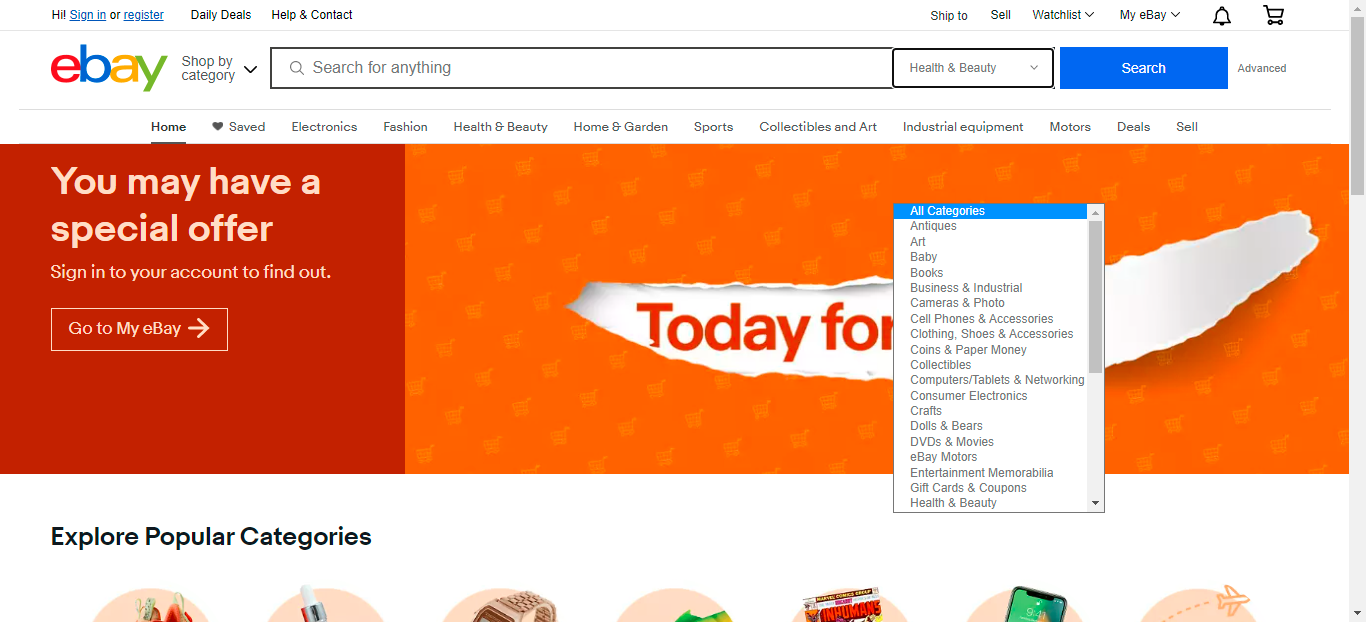 Hi! Sign in or register
Daily Deals
Help & Contact
Ship to
Sell
Watchlist
My eBay
ebay
Shop by
category
Search for anything
Health & Beauty
Search
Advanced
Home
Saved
Electronics
Fashion
Health & Beauty
Home & Garden
Sports
Collectibles and Art
Industrial equipment
Motors
Deals
Sell
You may have a
special offer
Sign in to your account to find out.
Go to My eBay
Today for
All Categories
Antiques
Art
Baby
Books
Business & Industrial
Cameras & Photo
Cell Phones & Accessories
Clothing, Shoes & Accessories
Coins & Paper Money
Collectibles
Computers/Tablets & Networking
Consumer Electronics
Crafts
Dolls & Bears
DVDs & Movies
eBay Motors
Entertainment Memorabilia
Gift Cards & Coupons
Health & Beauty
Explore Popular Categories
MARVEL COMICS GROUP
INHUMANS